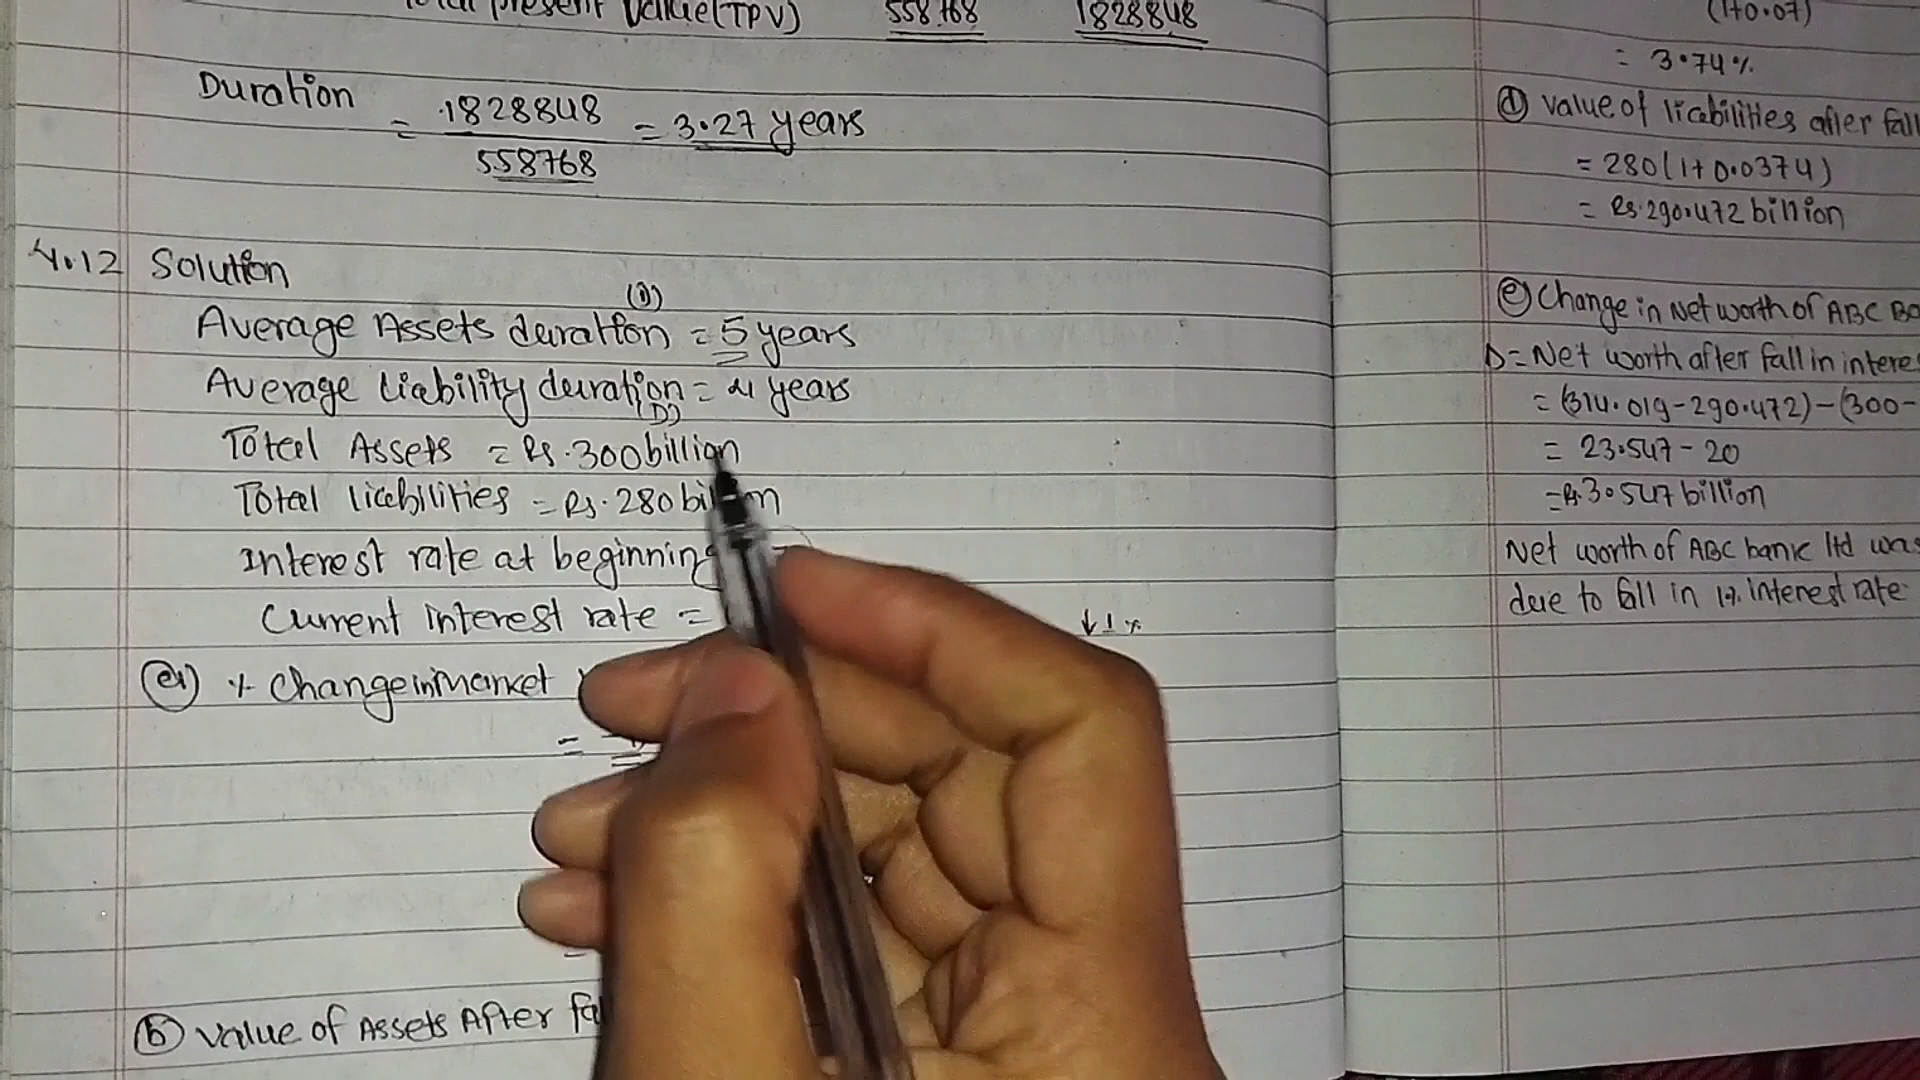 Total present value(TPV) 558768 1828848
Duration = 1828848 = 3.27 years
558768
4.12 Solution
(D)
Average Assets duration = 5 years
Average liability duration = 4 years
(D)
Total Assets = Rs.300 billion
Total liabilities = Rs.280
Interest rate at beginning
Current interest rate = ↓1%
(a) % Change in Market
=
(b) Value of Assets After
(1+0.07)
= 3.74%
(d) value of liabilities after fall
= 280(1+0.0374)
= Rs.290.472 billion
(e) Change in Net worth of ABC
D = Net worth after fall in
= (314.019-290.472)-(300-
= 23.547-20
=Rs.3.547 billion
Net worth of ABC bank ltd was
due to fall in 1% interest rate